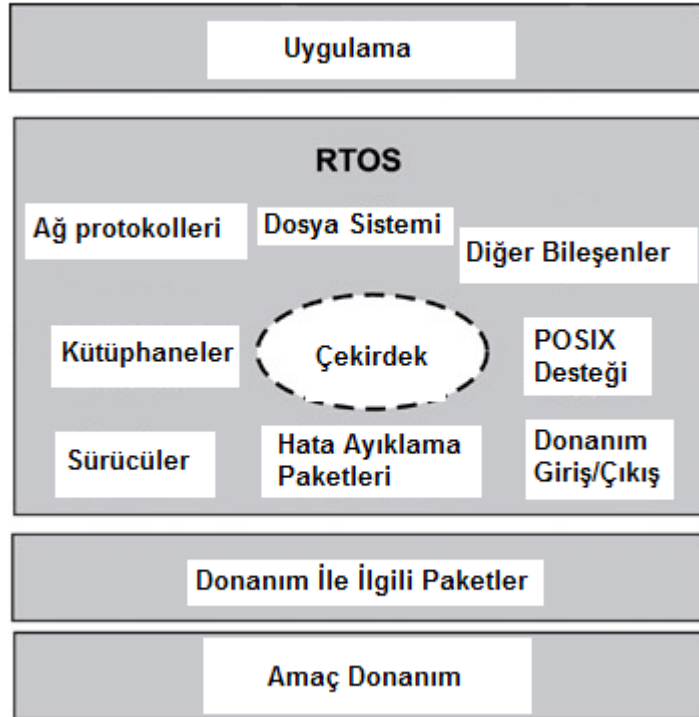 Uygulama
RTOS
Ağ protokolleri
Dosya Sistemi
Diğer Bileşenler
Kütüphaneler
Çekirdek
POSIX
Desteği
Sürücüler
Hata Ayıklama
Paketleri
Donanım
Giriş/Çıkış
Donanım İle İlgili Paketler
Amaç Donanım